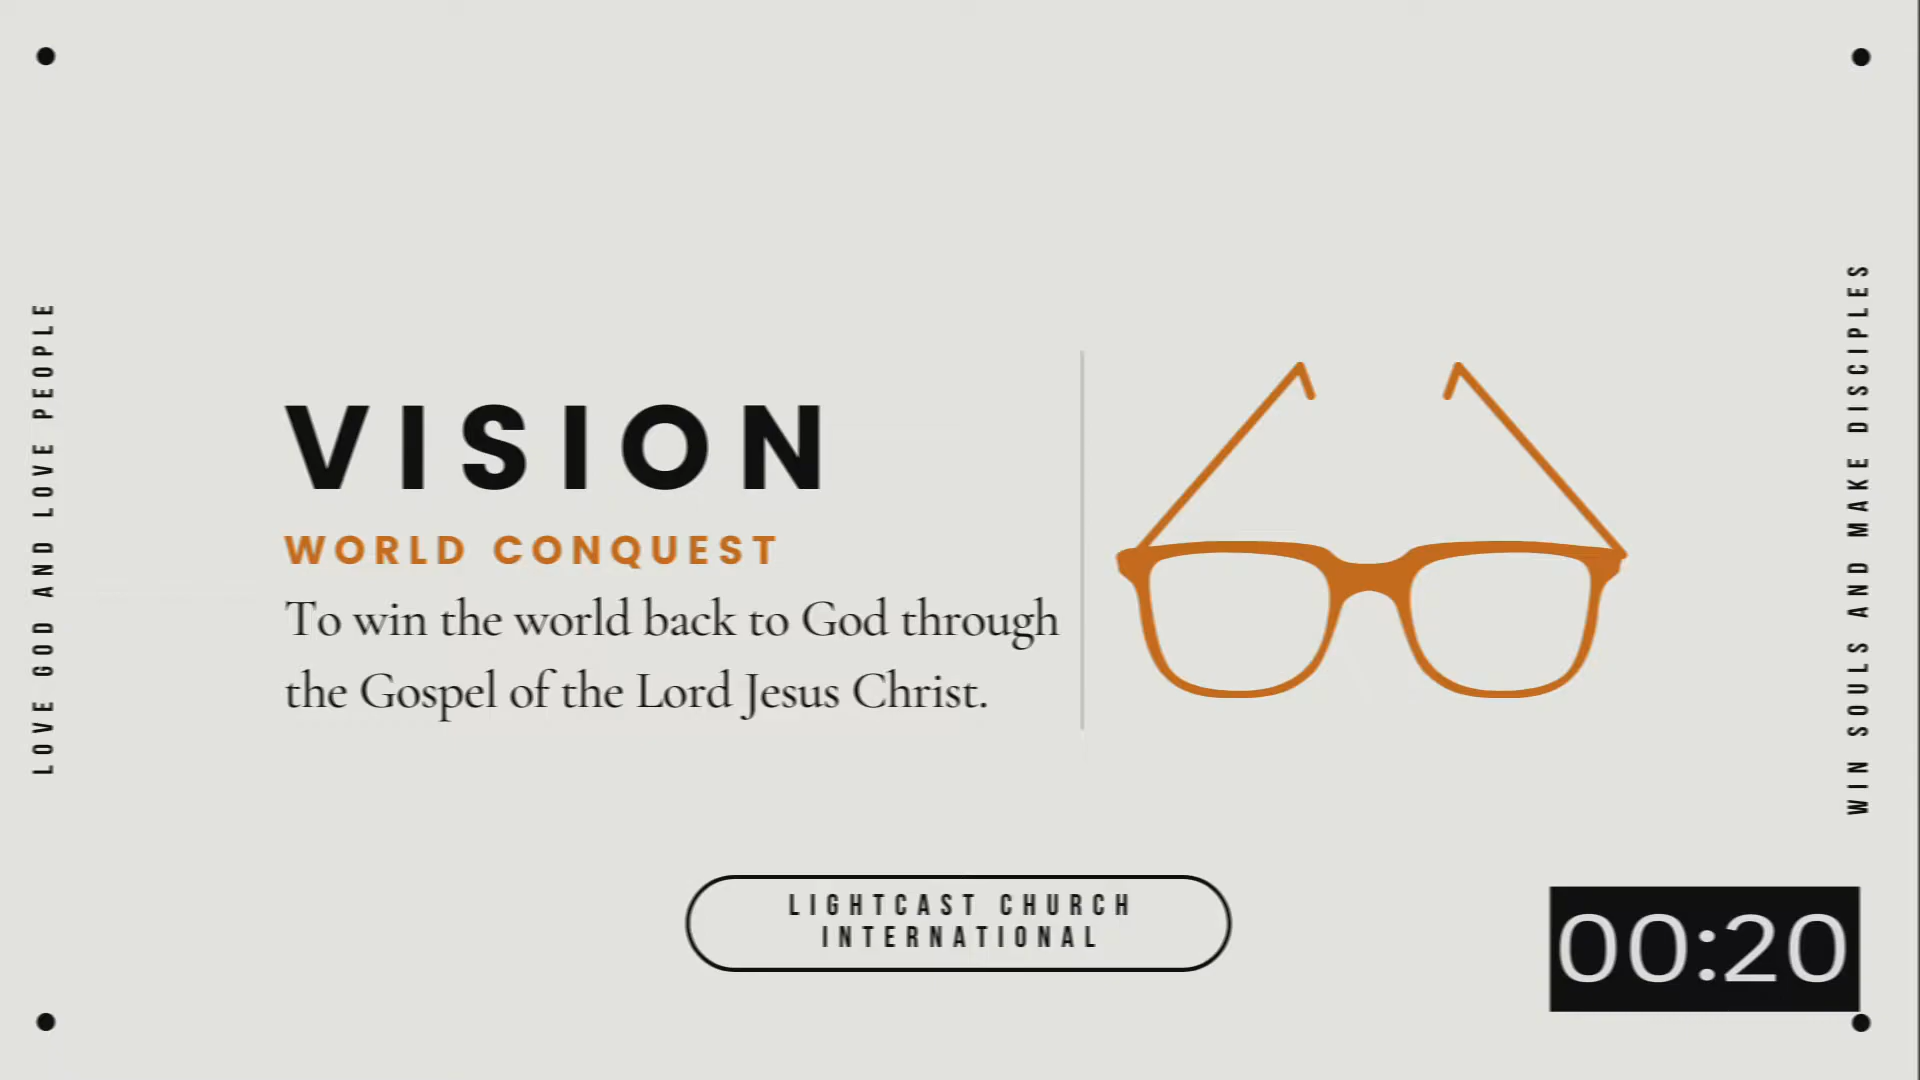 LOVE GOD AND LOVE PEOPLE
VISION
WORLD CONQUEST
To win the world back to God through
the Gospel of the Lord Jesus Christ.
WIN SOULS AND MAKE DISCIPLES
LIGHTCAST CHURCH
INTERNATIONAL
00:20